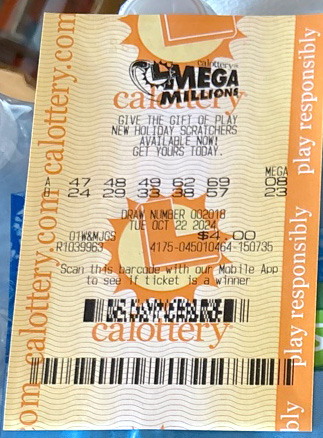 calottery
MEGA
MILLIONS
calottery
GIVE THE GIFT OF PLAY
NEW HOLIDAY SCRATCHERS
AVAILABLE NOW!
GET YOURS TODAY.
MEGA
A 47 48 49 62 69 08
24 29 33 38 57 23
DRAW NUMBER 002018
TUE OCT 22 2024
01W&MJGS $4.00
R1039963 4175-045010464-150735
Scan this barcode with our Mobile App
to see if ticket is a winner
calottery
calottery.com
calottery.com
play responsibly
play responsibly